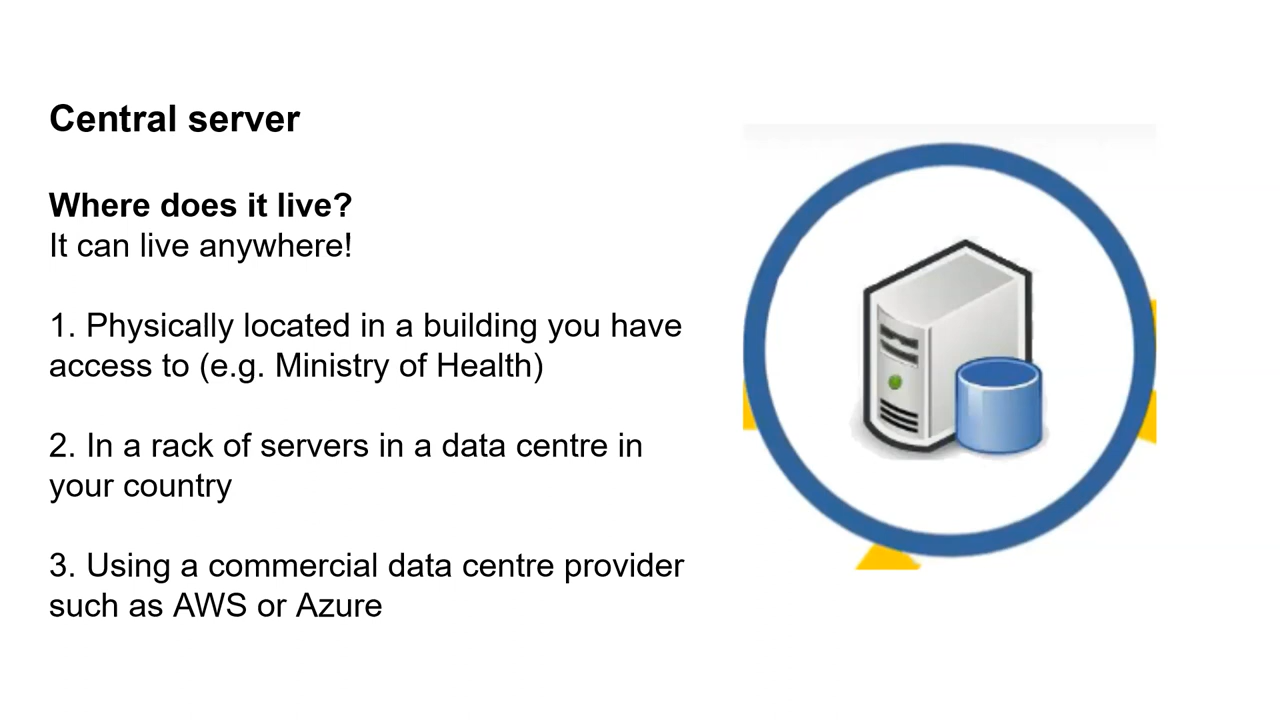 Central server
Where does it live?
It can live anywhere!
1. Physically located in a building you have
access to (e.g. Ministry of Health)
2. In a rack of servers in a data centre in
your country
3. Using a commercial data centre provider
such as AWS or Azure